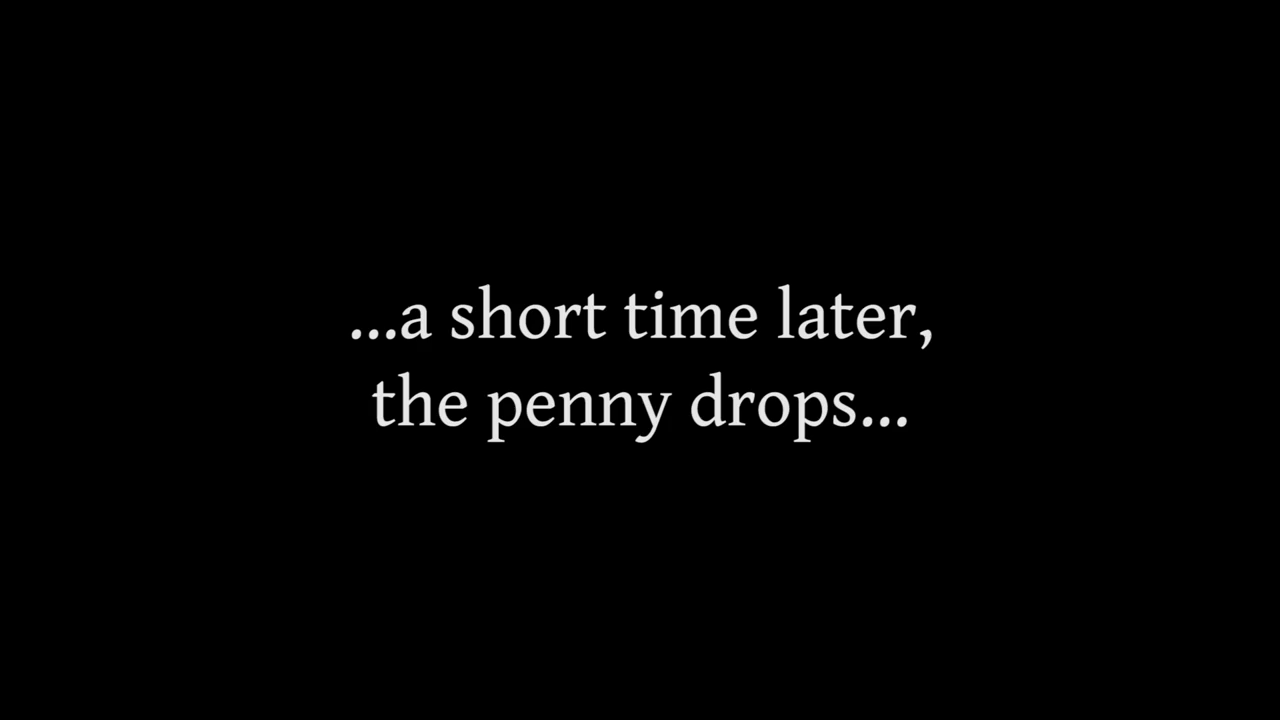 ...a short time later,
the penny drops...